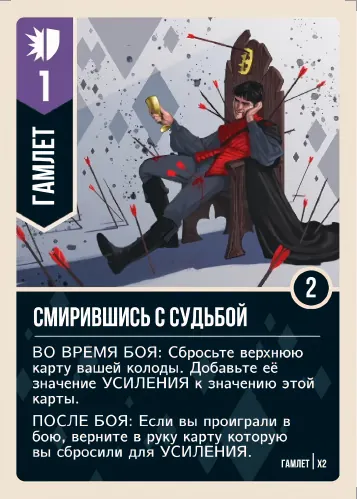 1
ГАМЛЕТ
2
СМИРИВШИСЬ С СУДЬБОЙ
ВО ВРЕМЯ БОЯ: Сбросьте верхнюю
карту вашей колоды. Добавьте её
значение УСИЛЕНИЯ к значению этой
карты.
ПОСЛЕ БОЯ: Если вы проиграли в
бою, верните в руку карту которую
вы сбросили для УСИЛЕНИЯ.
ГАМЛЕТ | X2